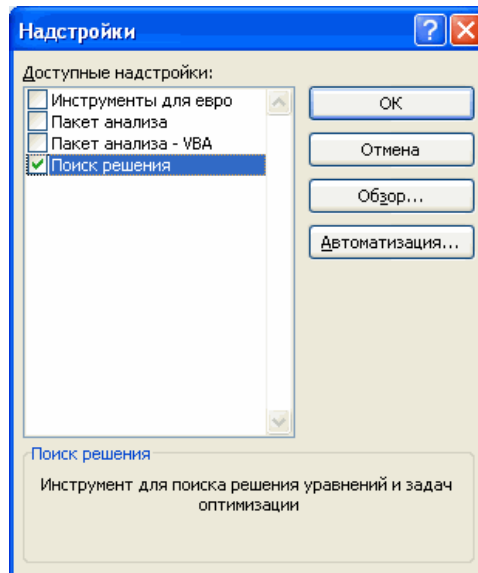 Надстройки
Доступные надстройки:
Инструменты для евро
Пакет анализа
Пакет анализа - VBA
Поиск решения
ОК
Отмена
Обзор...
Автоматизация...
Поиск решения
Инструмент для поиска решения уравнений и задач
оптимизации